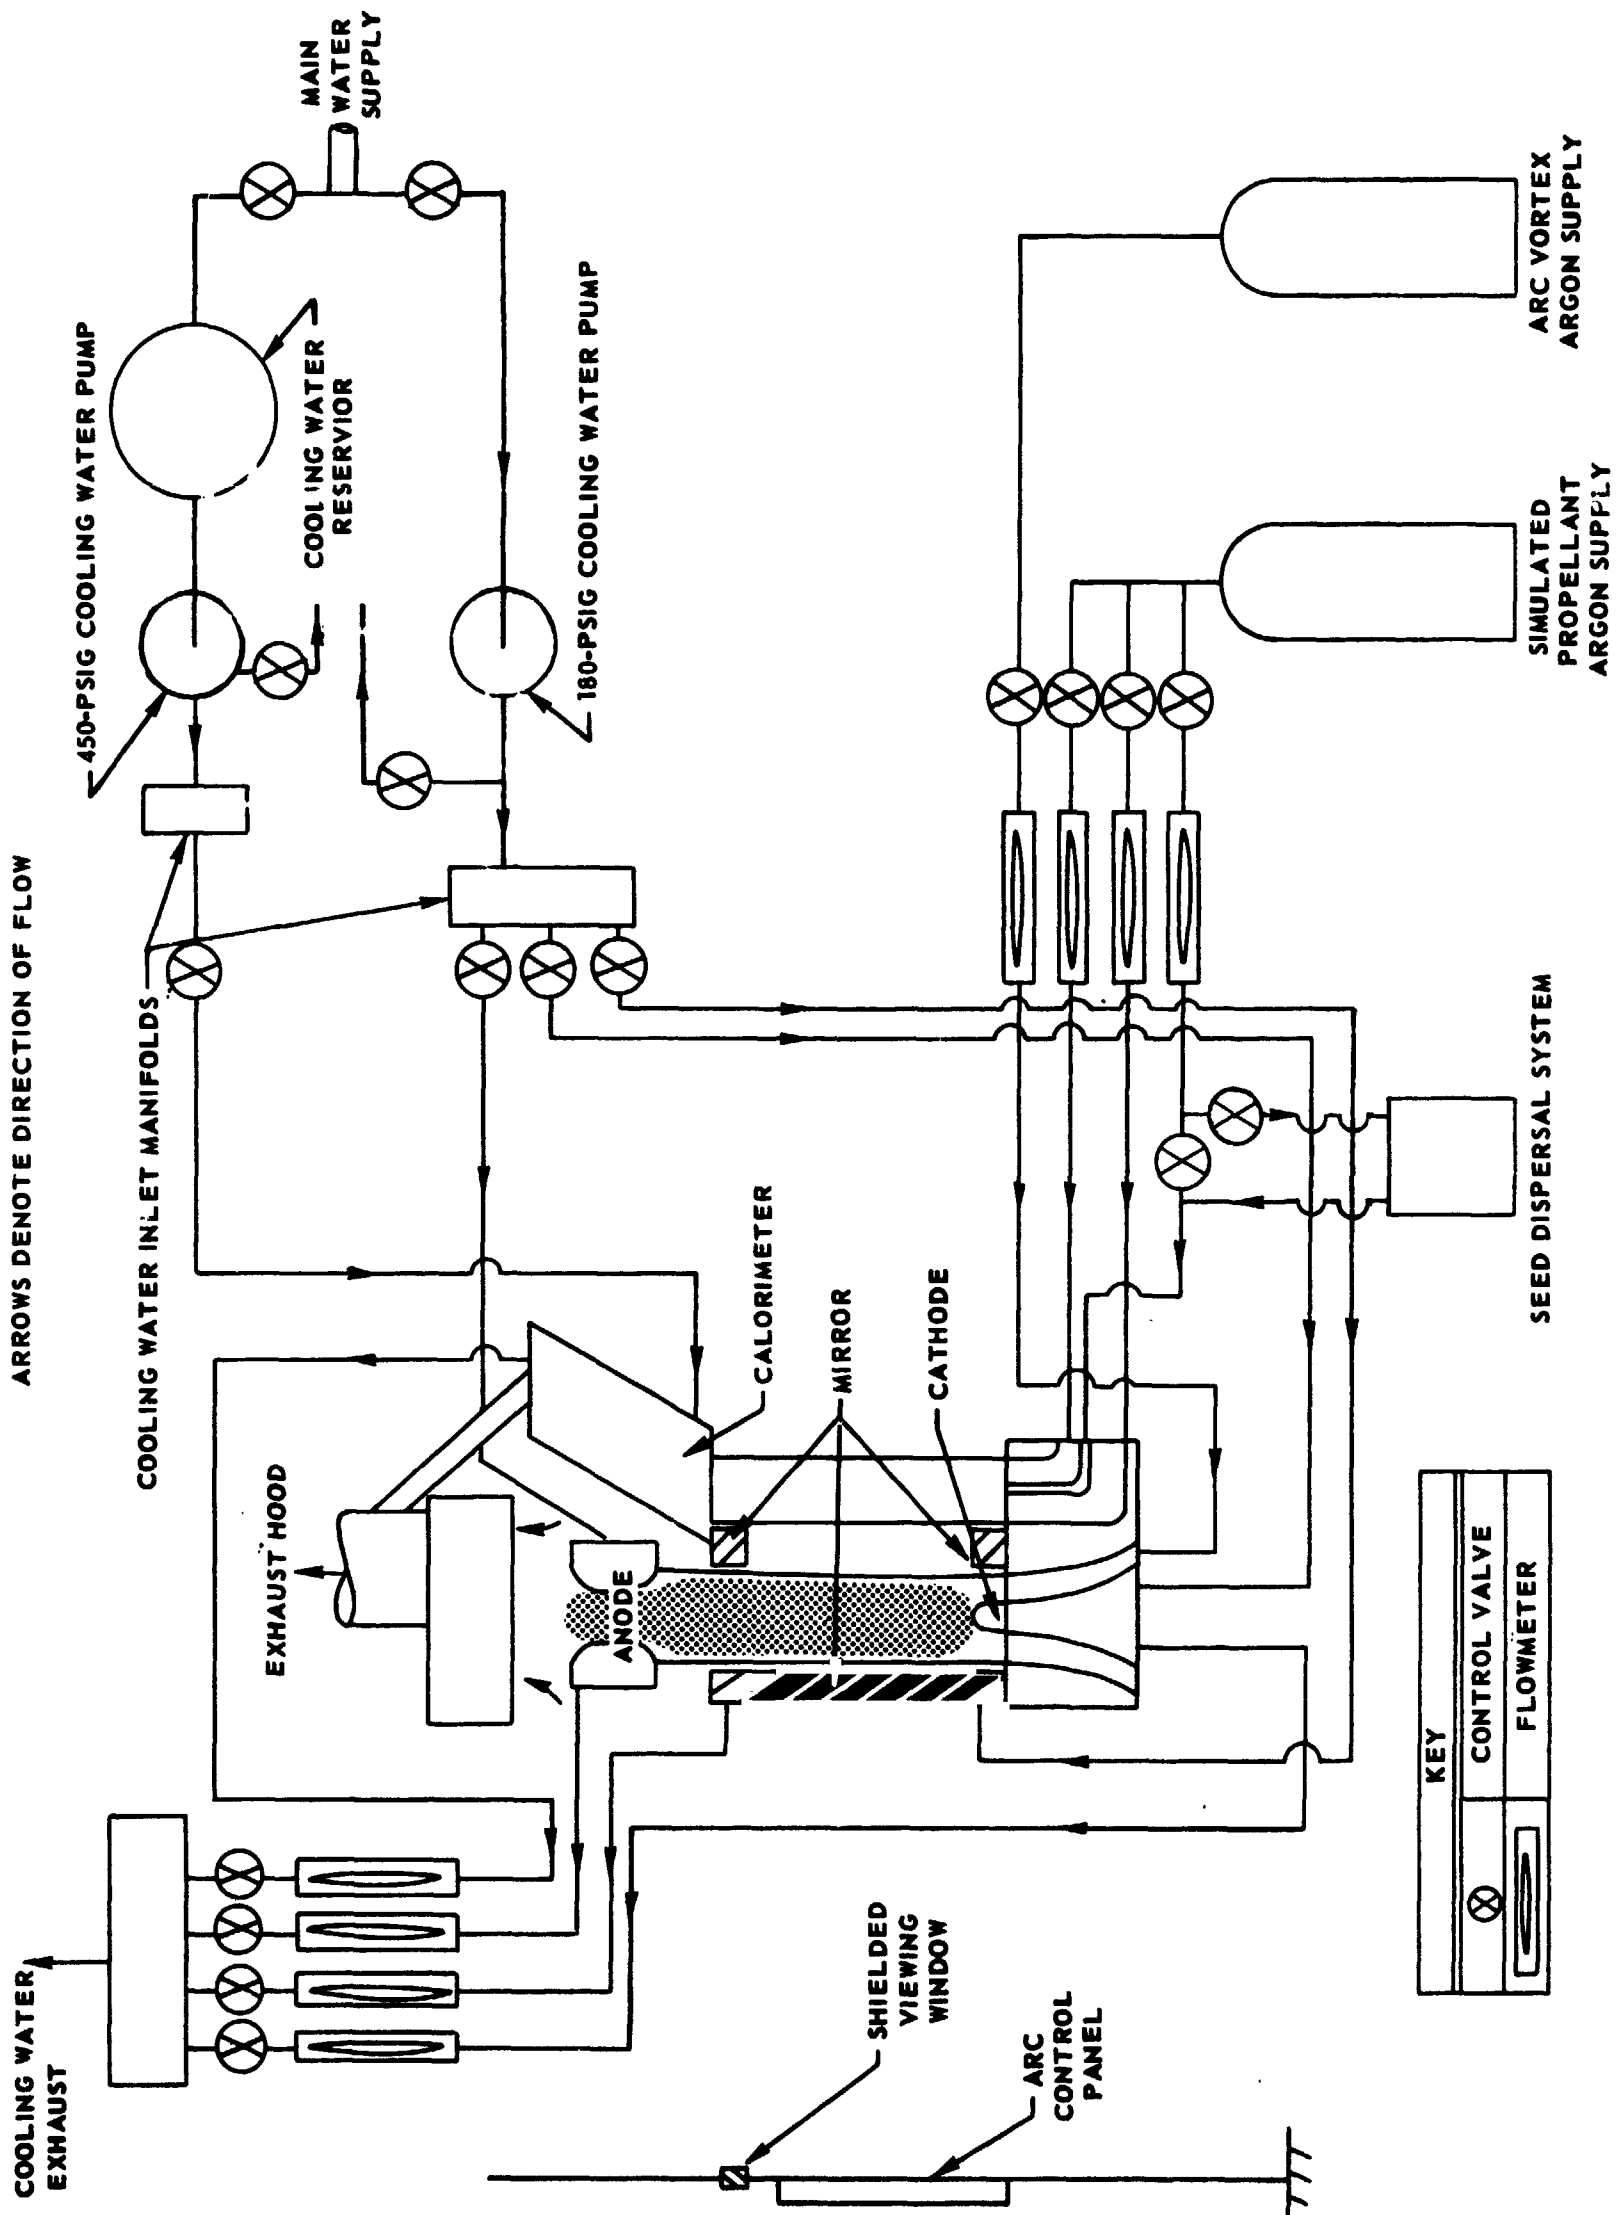 ARROWS DENOTE DIRECTION OF FLOW
COOLING WATER
EXHAUST
COOLING WATER INLET MANIFOLDS
450-PSIG COOLING WATER PUMP
MAIN
WATER
SUPPLY
COOLING WATER
RESERVIOR
180-PSIG COOLING WATER PUMP
EXHAUST HOOD
ANODE
CALORIMETER
MIRROR
CATHODE
SHIELDED
VIEWING
WINDOW
ARC
CONTROL
PANEL
KEY
CONTROL VALVE
FLOWMETER
SEED DISPERSAL SYSTEM
SIMULATED
PROPELLANT
ARGON SUPPLY
ARC VORTEX
ARGON SUPPLY